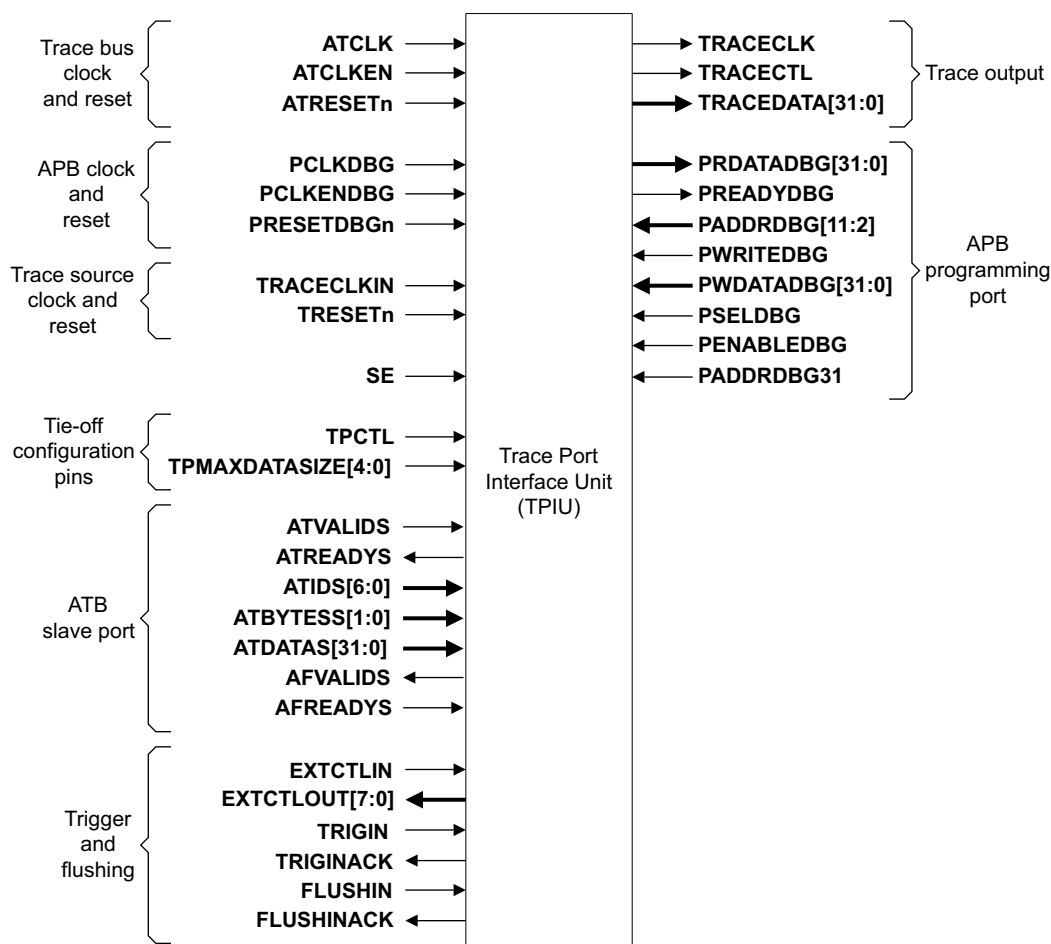 Trace bus
clock
and reset
ATCLK
ATCLKEN
ATRESETn
APB clock
and
reset
PCLKDBG
PCLKENDBG
PRESETDBGn
Trace source
clock and
reset
TRACECLKIN
TRESETn
SE
Tie-off
configuration
pins
TPCTL
TPMAXDATASIZE[4:0]
ATB
slave port
ATVALIDS
ATREADYS
ATIDS[6:0]
ATBYTESS[1:0]
ATDATAS[31:0]
AFVALIDS
AFREADYS
Trigger
and
flushing
EXTCTLIN
EXTCTLOUT[7:0]
TRIGIN
TRIGINACK
FLUSHIN
FLUSHINACK
Trace Port
Interface Unit
(TPIU)
TRACECLK
TRACECTL
TRACEDATA[31:0]
Trace output
PRDATADBG[31:0]
PREADYDBG
PADDRDBG[11:2]
PWRITEDBG
PWDATADBG[31:0]
PSELDBG
PENABLEDBG
PADDRDBG31
APB
programming
port